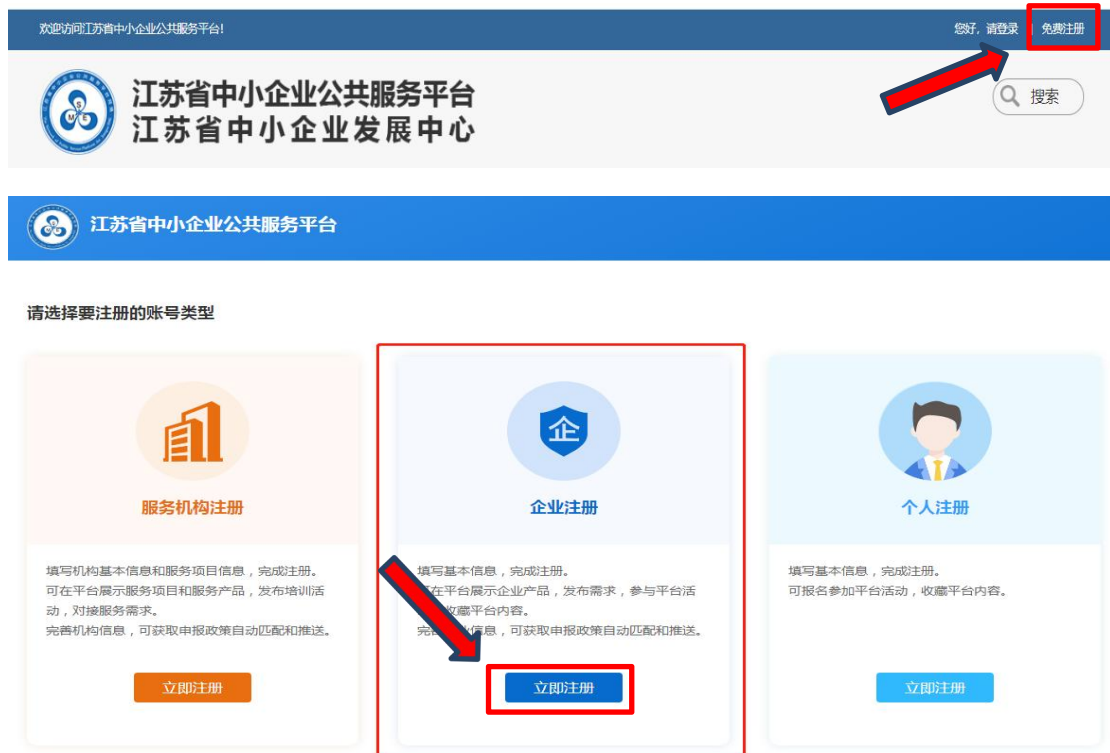 欢迎访问江苏省中小企业公共服务平台!
您好, 请登录 | 免费注册
江苏省中小企业公共服务平台
江苏省中小企业发展中心
搜索
S
M E
江苏省中小企业公共服务平台
请选择要注册的账号类型
服务机构注册
填写机构基本信息和服务项目信息，完成注册。
可在平台展示服务项目和服务产品，发布培训活
动，对接服务需求。
完善机构信息，可获取申报政策自动匹配和推送。
立即注册
企
企业注册
填写基本信息，完成注册。
在平台展示企业产品，发布需求，参与平台活
收藏平台内容。
信息，可获取申报政策自动匹配和推送。
立即注册
个人注册
填写基本信息，完成注册。
可报名参加平台活动，收藏平台内容。
立即注册